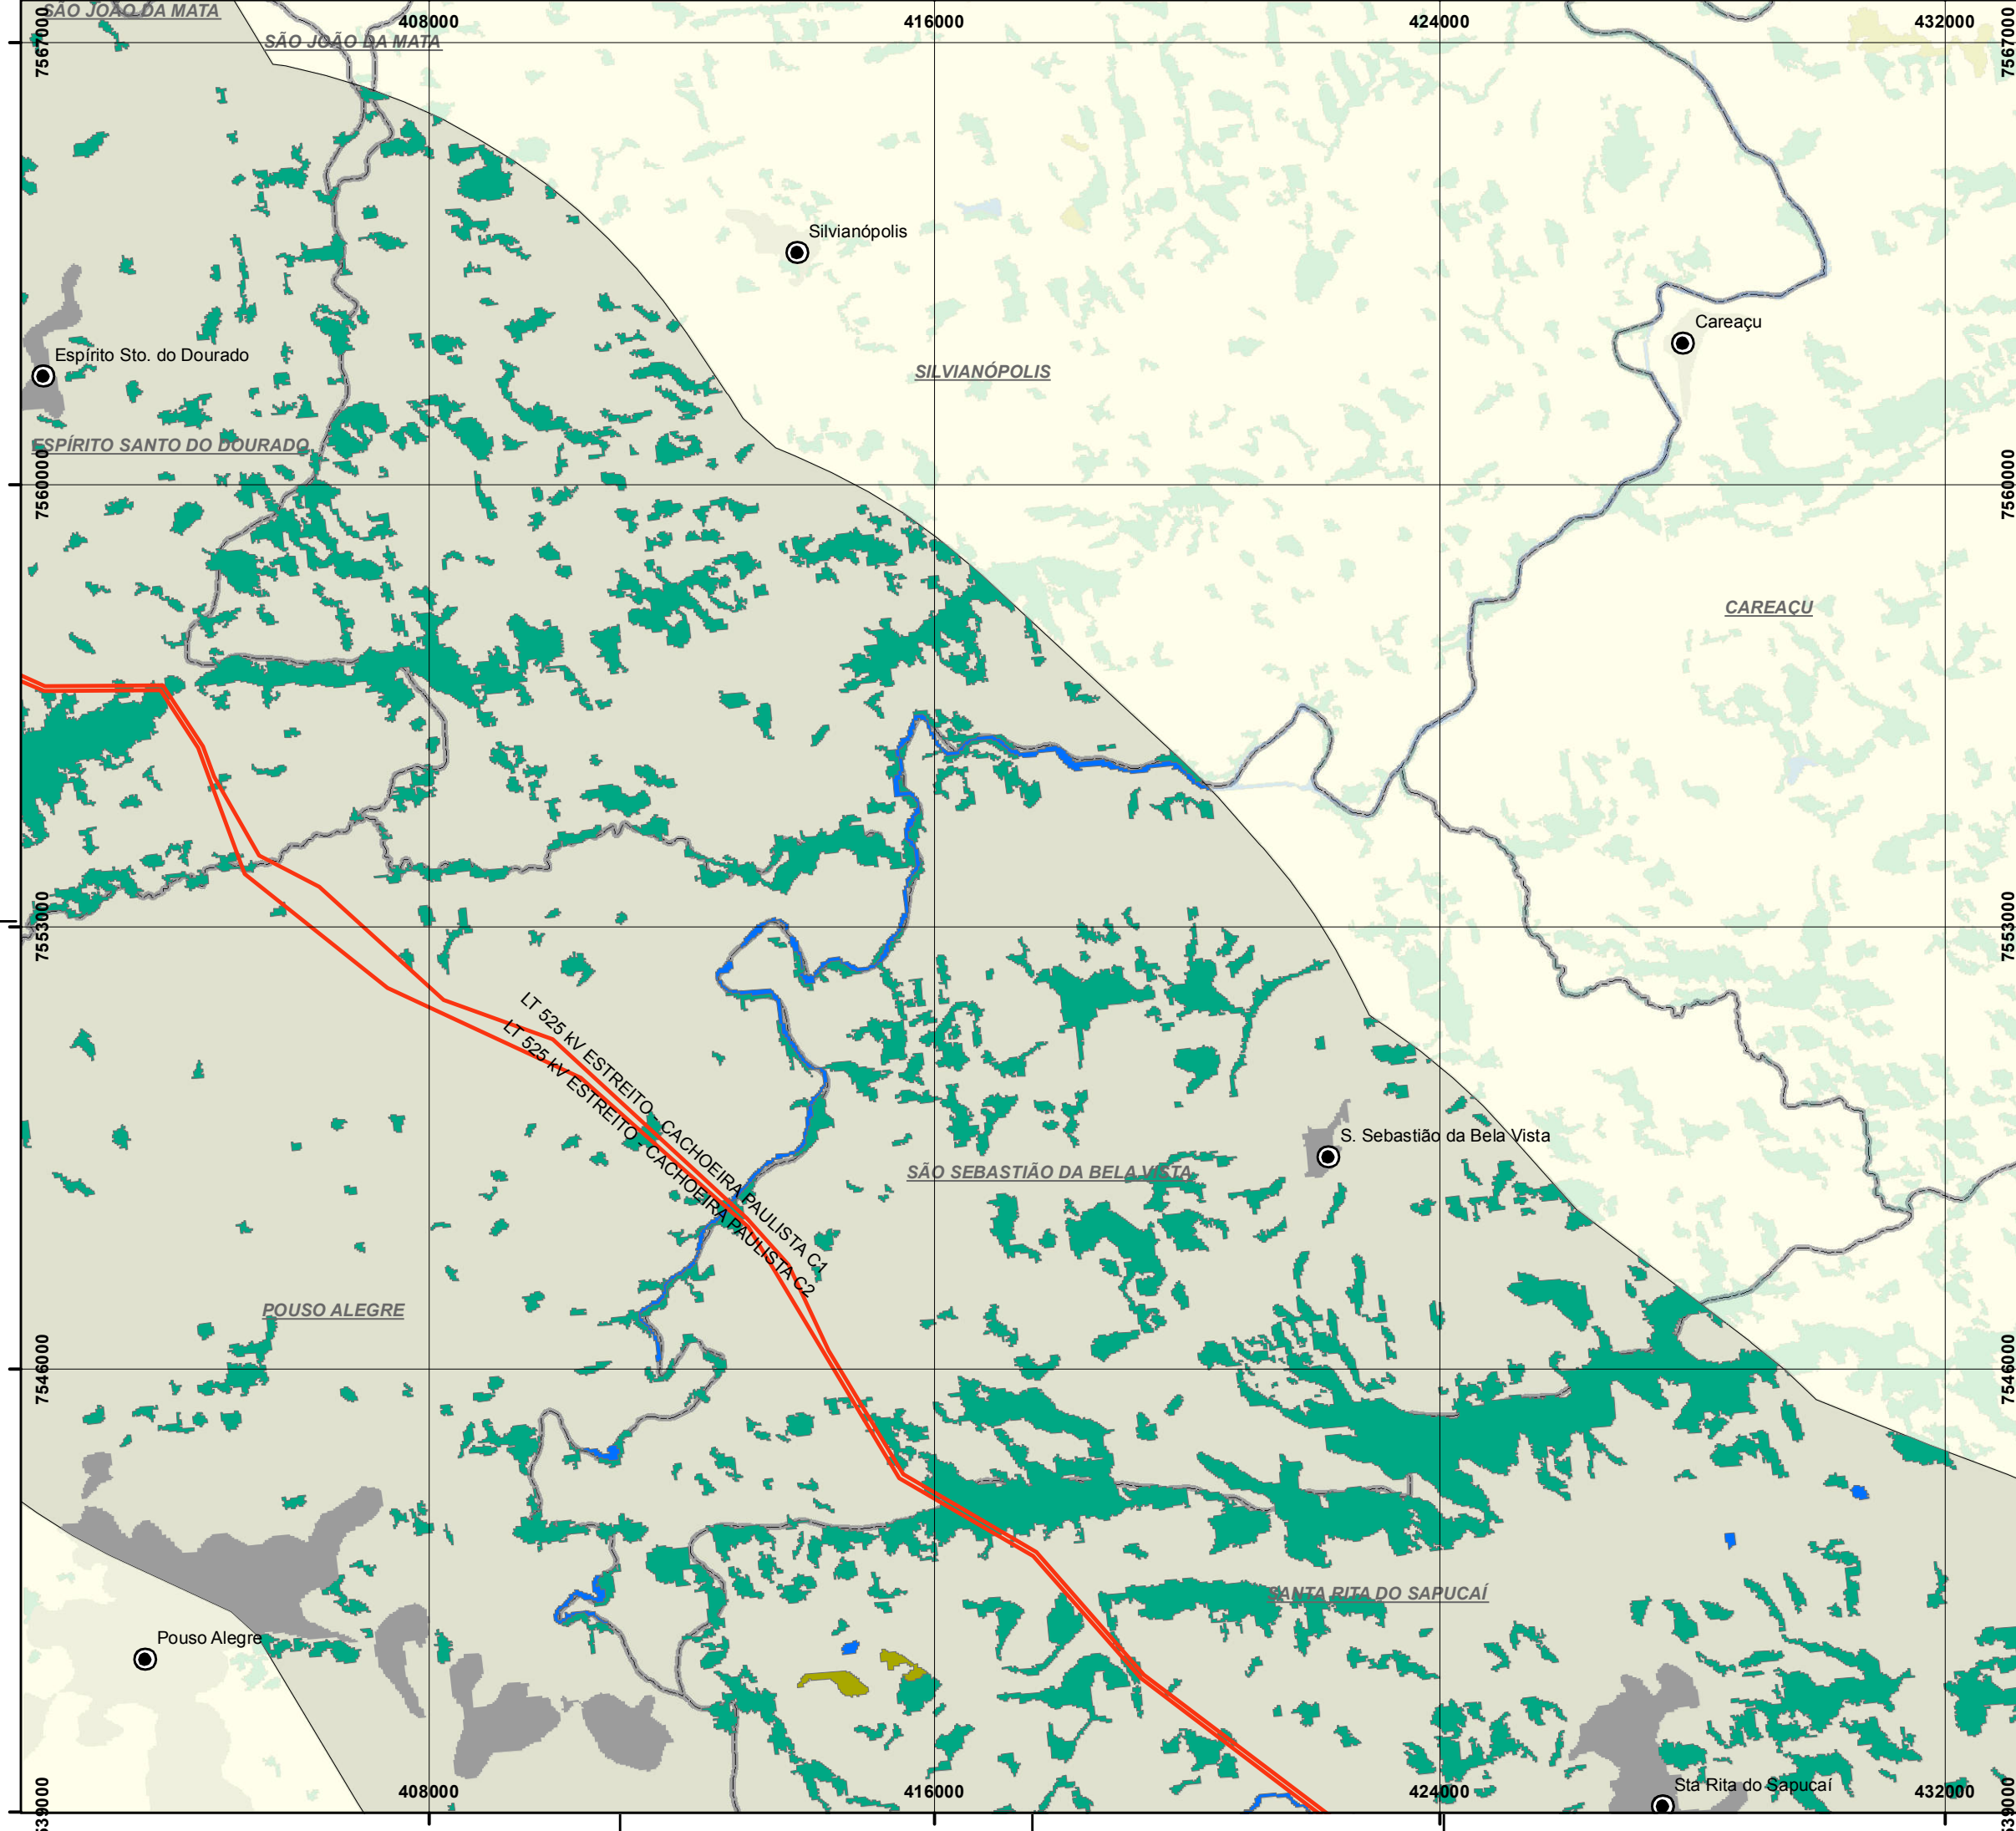 SÃO JOÃO DA MATA
408000
416000
424000
432000
SÃO JOÃO DA MATA
7567000
7567000
Silvianópolis
Careaçu
Espírito Sto. do Dourado
SILVIANÓPOLIS
ESPÍRITO SANTO DO DOURADO
7560000
7560000
CAREAÇU
7553000
7553000
LT 525 kV ESTREITO - CACHOEIRA PAULISTA C1
LT 525 kV ESTREITO - CACHOEIRA PAULISTA C2
S. Sebastião da Bela Vista
SÃO SEBASTIÃO DA BELA VISTA
POUSO ALEGRE
7546000
7546000
SANTA RITA DO SAPUCAÍ
Pouso Alegre
Sta Rita do Sapucaí
408000
416000
424000
432000
539000
539000